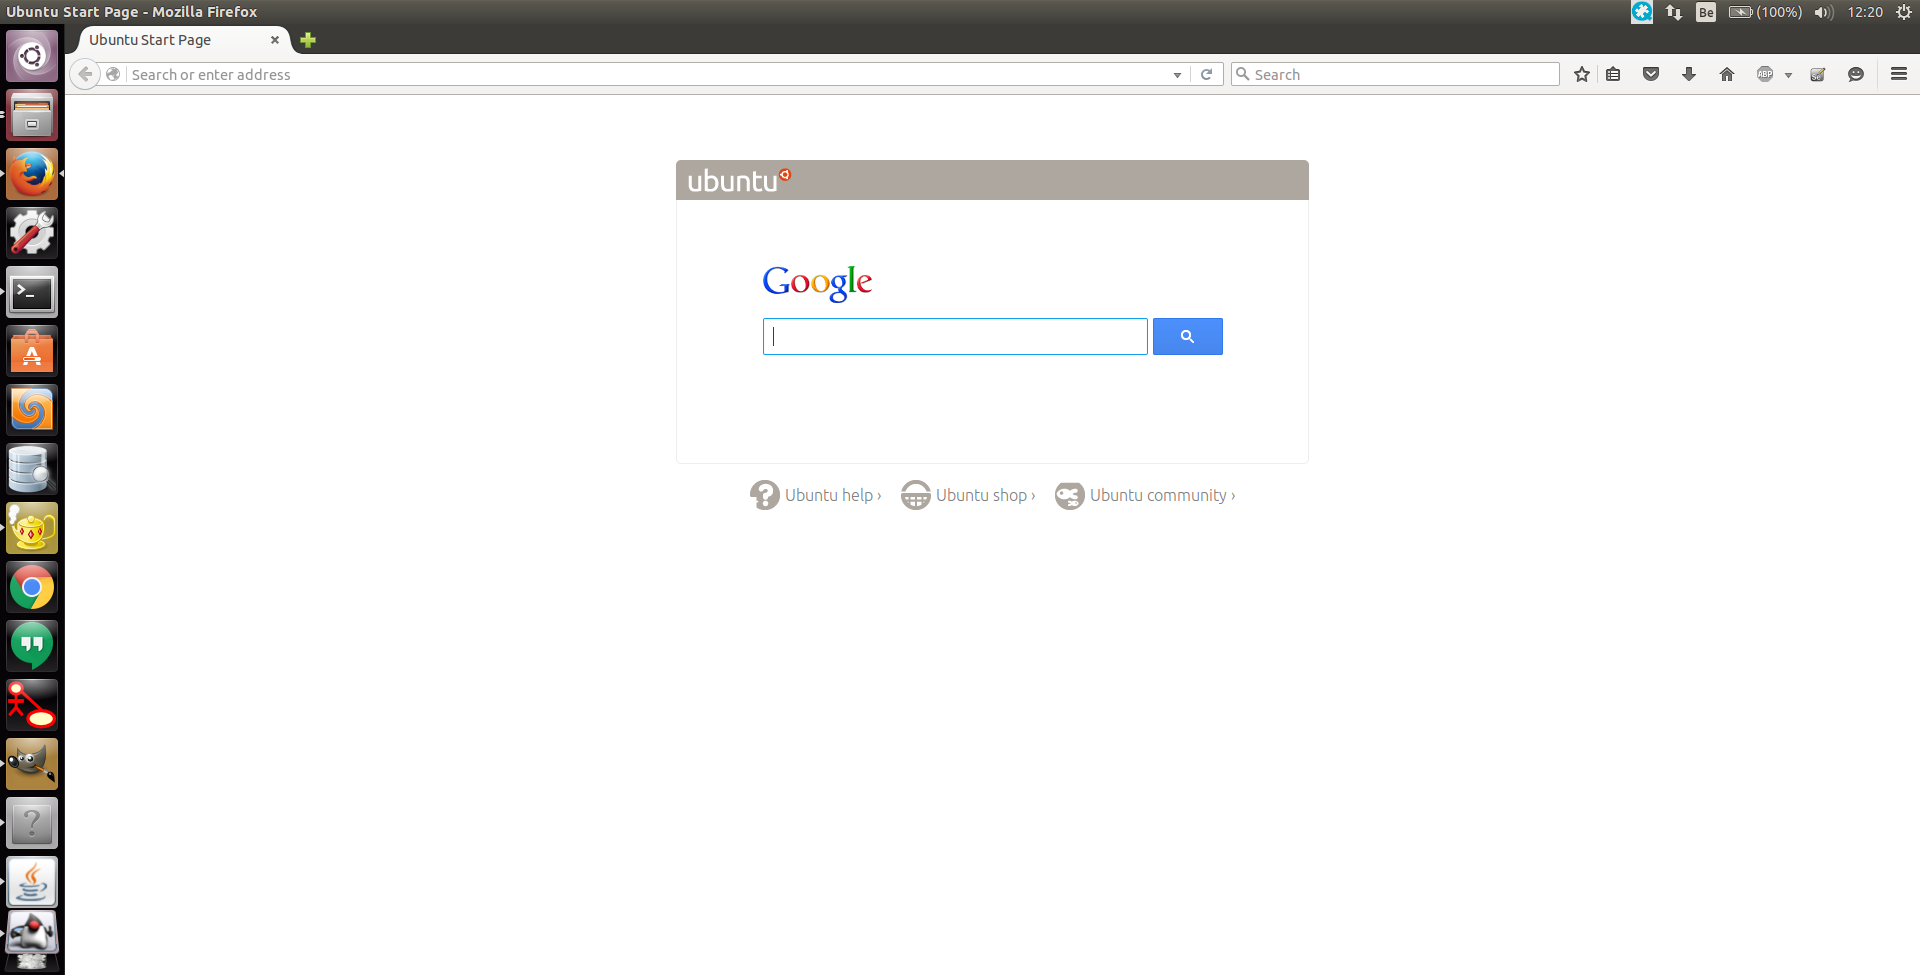 Ubuntu Start Page - Mozilla Firefox
Be
(100%)
12:20
Ubuntu Start Page
Search or enter address
Search
ABP
ubuntu
Google
Ubuntu help ›
Ubuntu shop ›
Ubuntu community ›